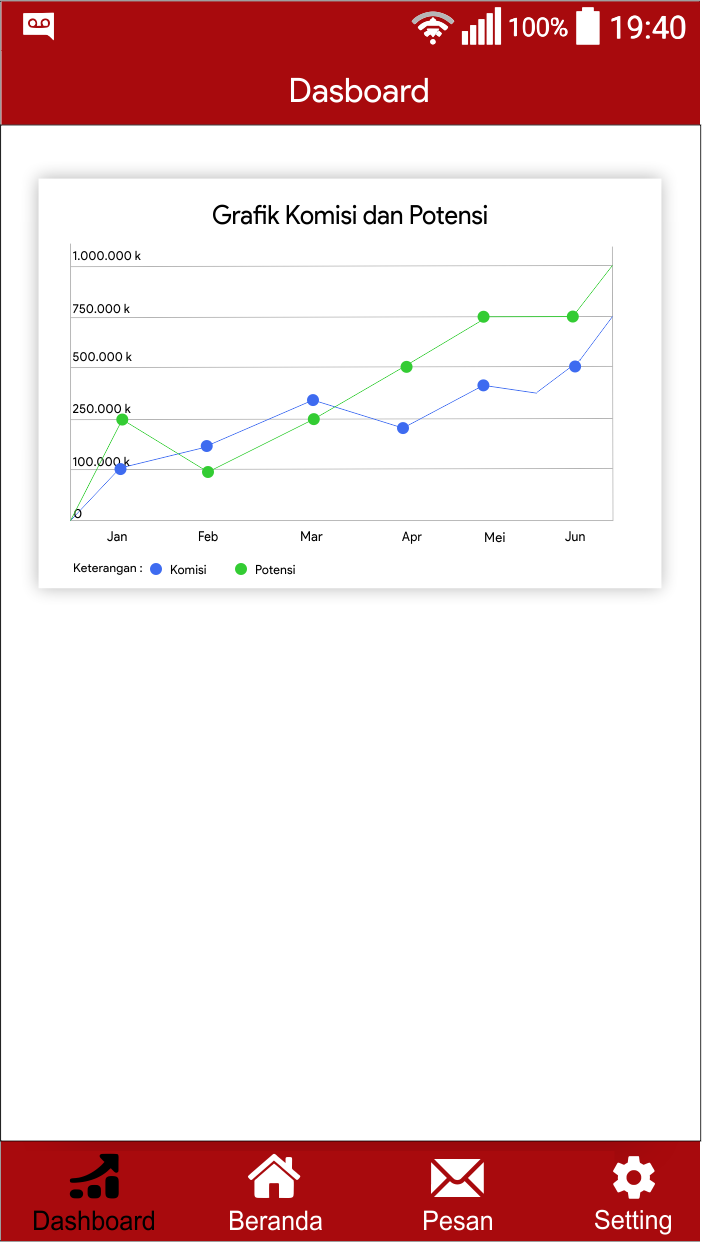 100% 19:40
Dasboard
Grafik Komisi dan Potensi
1.000.000 k
750.000 k
500.000 k
250.000 k
100.000 k
0
Jan Feb Mar Apr Mei Jun
Keterangan : Komisi Potensi
Dashboard Beranda Pesan Setting